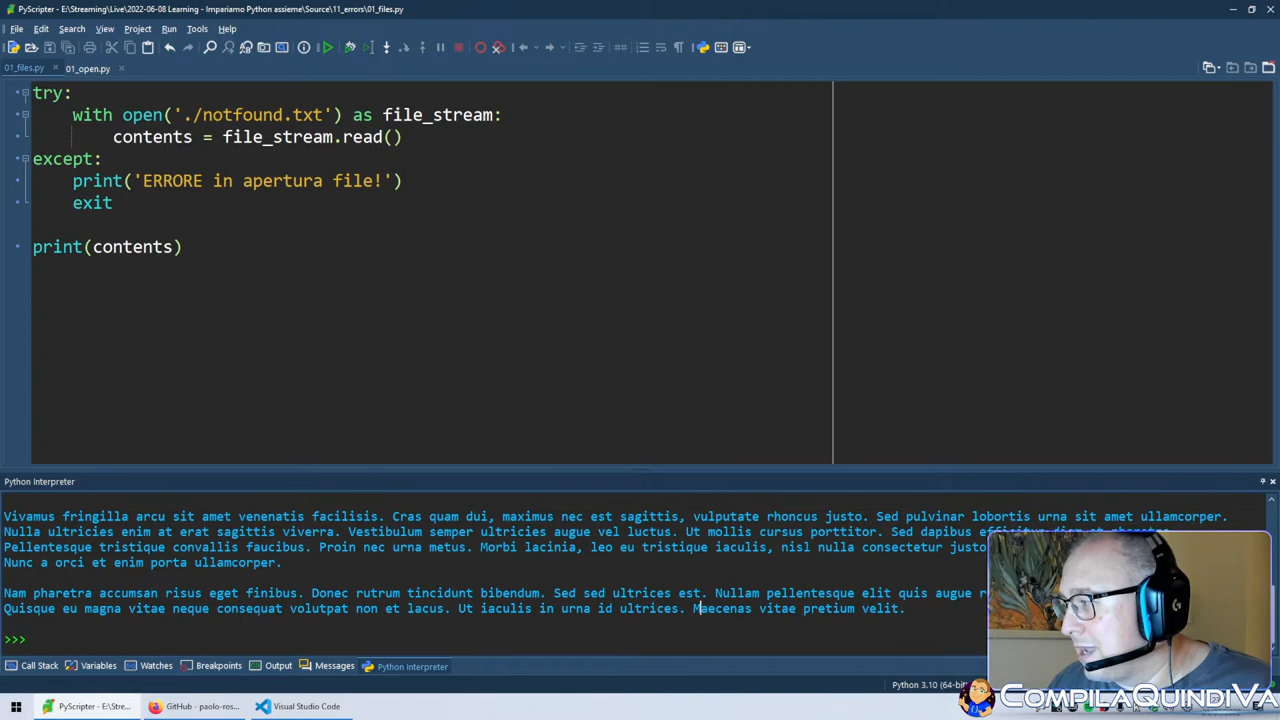 PyScripter - E:\Streaming\Live\2022-06-08 Learning - Impariamo Python assieme\Source\11_errors\01_files.py
File Edit Search View Project Run Tools Help
01_files.py 01_open.py
try:
    with open('./notfound.txt') as file_stream:
        contents = file_stream.read()
except:
    print('ERRORE in apertura file!')
    exit
print(contents)
Python Interpreter
Vivamus fringilla arcu sit amet venenatis facilisis. Cras quam dui, maximus nec est sagittis, vulputate rhoncus justo. Sed pulvinar lobortis urna sit amet ullamcorper.
Nulla ultricies enim at erat sagittis viverra. Vestibulum semper ultricies augue vel luctus. Ut mollis cursus porttitor. Sed dapibus
Pellentesque tristique convallis faucibus. Proin nec urna metus. Morbi lacinia, leo eu tristique iaculis, nisl nulla consectetur justo
Nunc a orci et enim porta ullamcorper.
Nam pharetra accumsan risus eget finibus. Donec rutrum tincidunt bibendum. Sed sed ultrices est. Nullam pellentesque elit quis augue
Quisque eu magna vitae neque consequat volutpat non et lacus. Ut iaculis in urna id ultrices. Maecenas vitae pretium velit.
>>>
Call Stack Variables Watches Breakpoints Output Messages Python Interpreter
Python 3.10 (64-bit)
PyScripter - E:\Stre... GitHub - paolo-ros... Visual Studio Code
CompilaQuindiVa